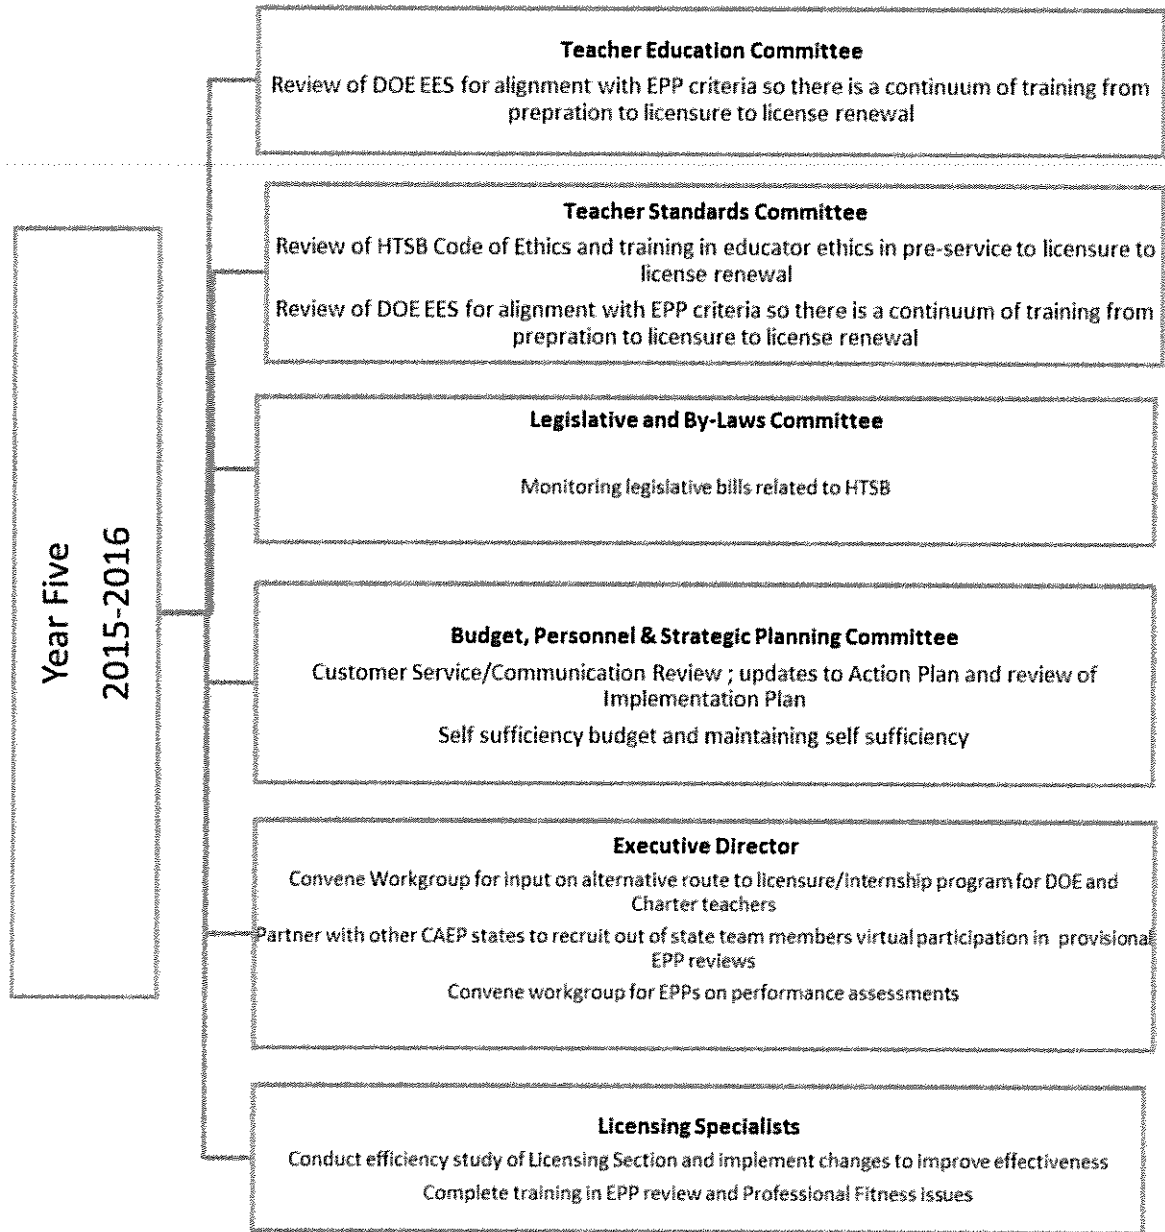 Year Five
2015-2016
Teacher Education Committee
Review of DOE EES for alignment with EPP criteria so there is a continuum of training from
prepration to licensure to license renewal
Teacher Standards Committee
Review of HTSB Code of Ethics and training in educator ethics in pre-service to licensure to
license renewal
Review of DOE EES for alignment with EPP criteria so there is a continuum of training from
prepration to licensure to license renewal
Legislative and By-Laws Committee
Monitoring legislative bills related to HTSB
Budget, Personnel & Strategic Planning Committee
Customer Service/Communication Review ; updates to Action Plan and review of
Implementation Plan
Self sufficiency budget and maintaining self sufficiency
Executive Director
Convene Workgroup for input on alternative route to licensure/internship program for DOE and
Charter teachers
Partner with other CAEP states to recruit out of state team members virtual participation in provisional
EPP reviews
Convene workgroup for EPPs on performance assessments
Licensing Specialists
Conduct efficiency study of Licensing Section and implement changes to improve effectiveness
Complete training in EPP review and Professional Fitness issues